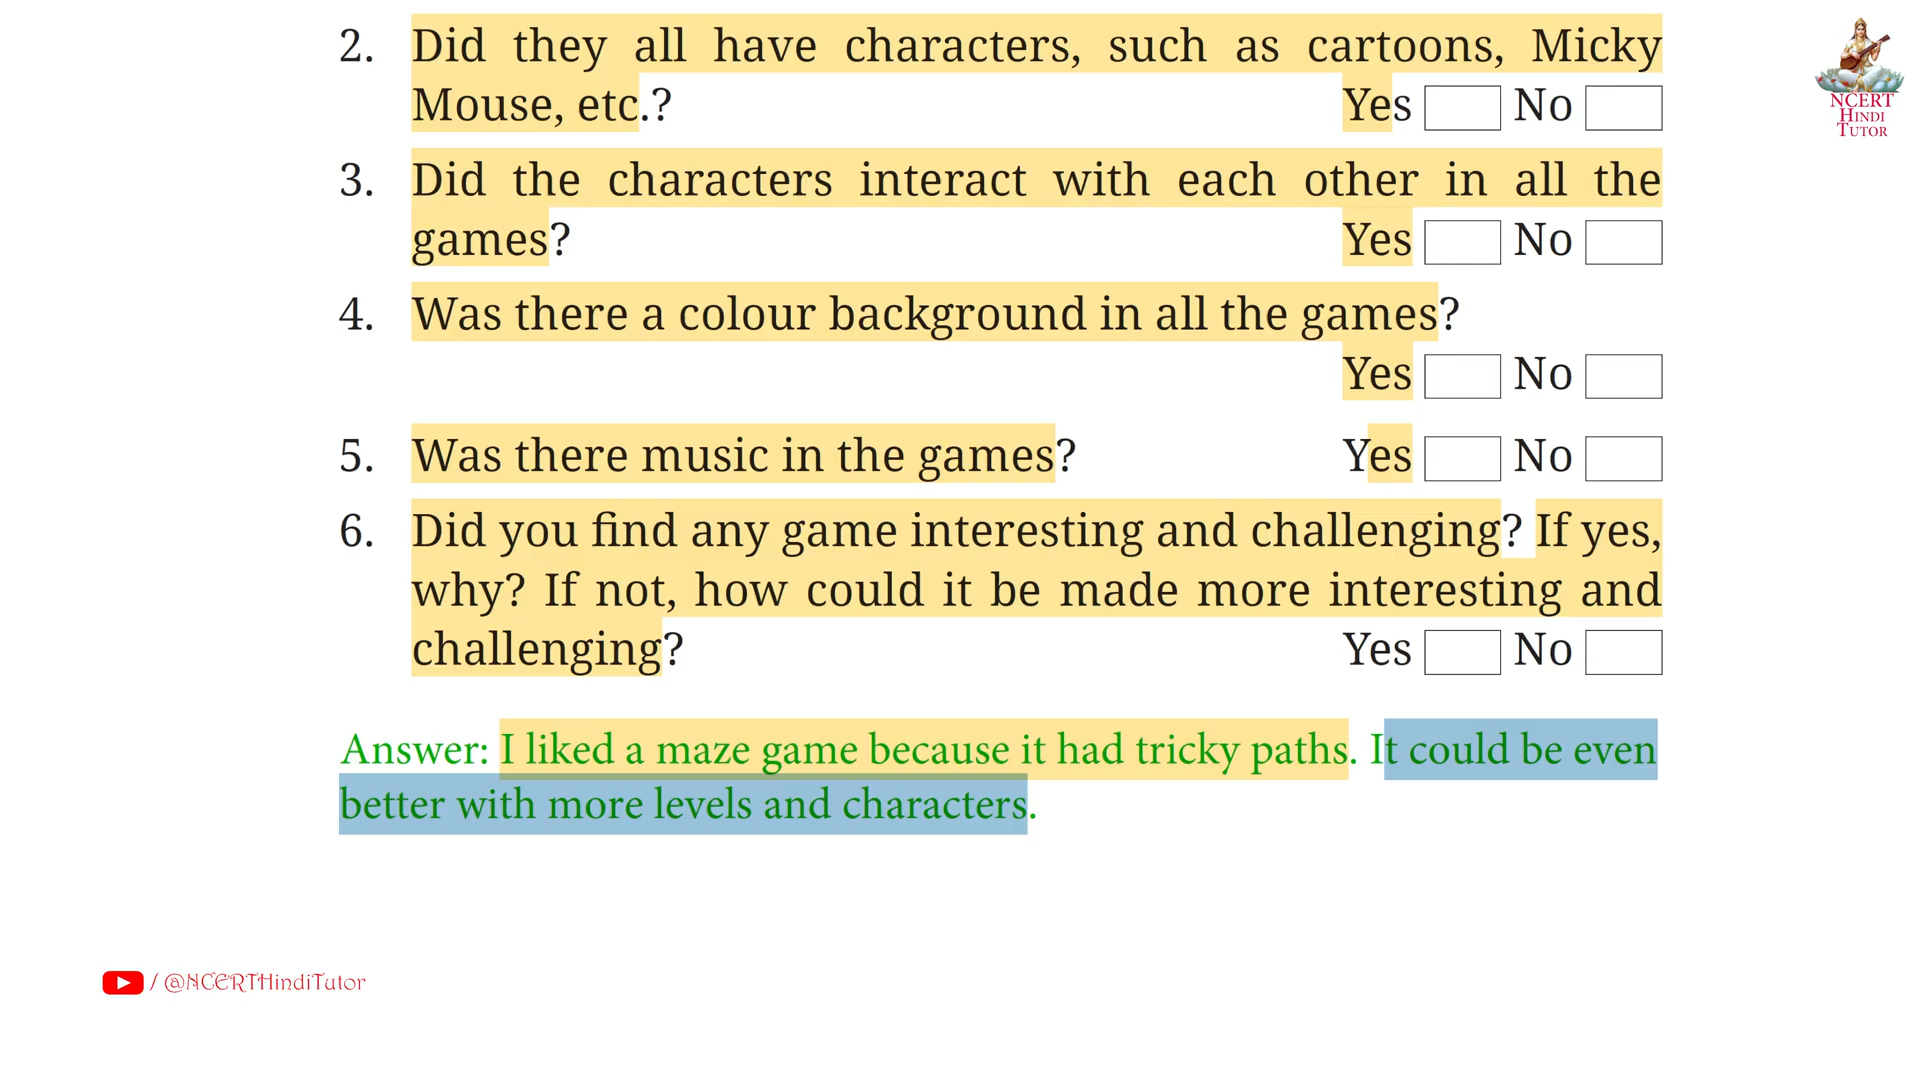 2. Did they all have characters, such as cartoons, Micky
Mouse, etc.? Yes No
3. Did the characters interact with each other in all the
games? Yes No
4. Was there a colour background in all the games?
Yes No
5. Was there music in the games? Yes No
6. Did you find any game interesting and challenging? If yes,
why? If not, how could it be made more interesting and
challenging? Yes No
Answer: I liked a maze game because it had tricky paths. It could be even
better with more levels and characters.
/ @NCERTHindiTutor
NCERT
HINDI
TUTOR